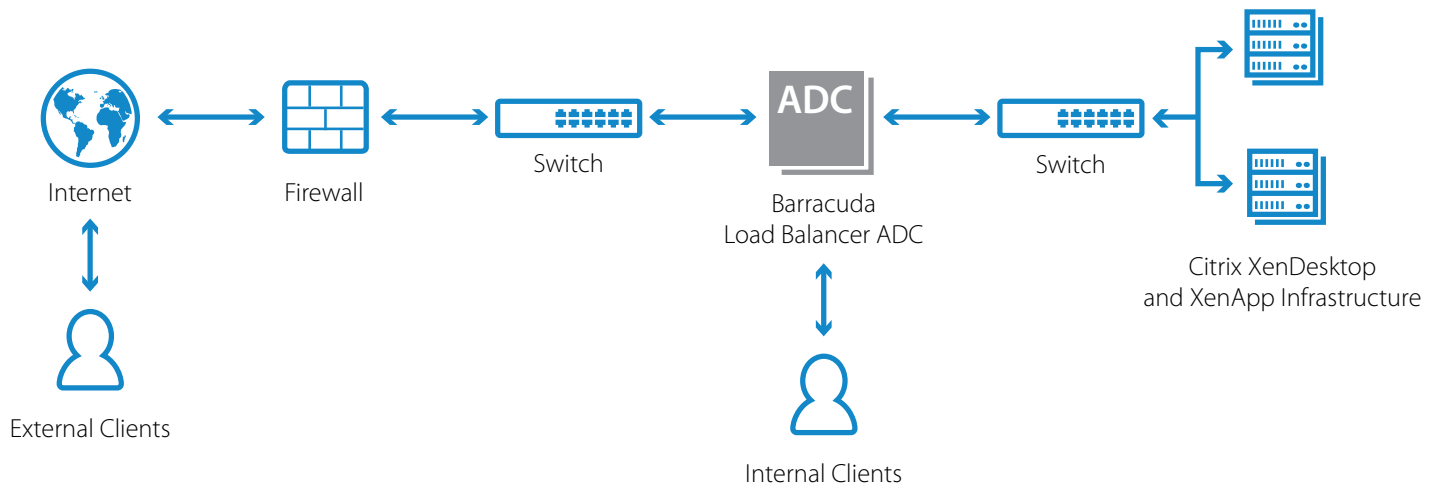 ADC
Switch
Switch
Internet
Firewall
Barracuda
Load Balancer ADC
Citrix XenDesktop
and XenApp Infrastructure
External Clients
Internal Clients